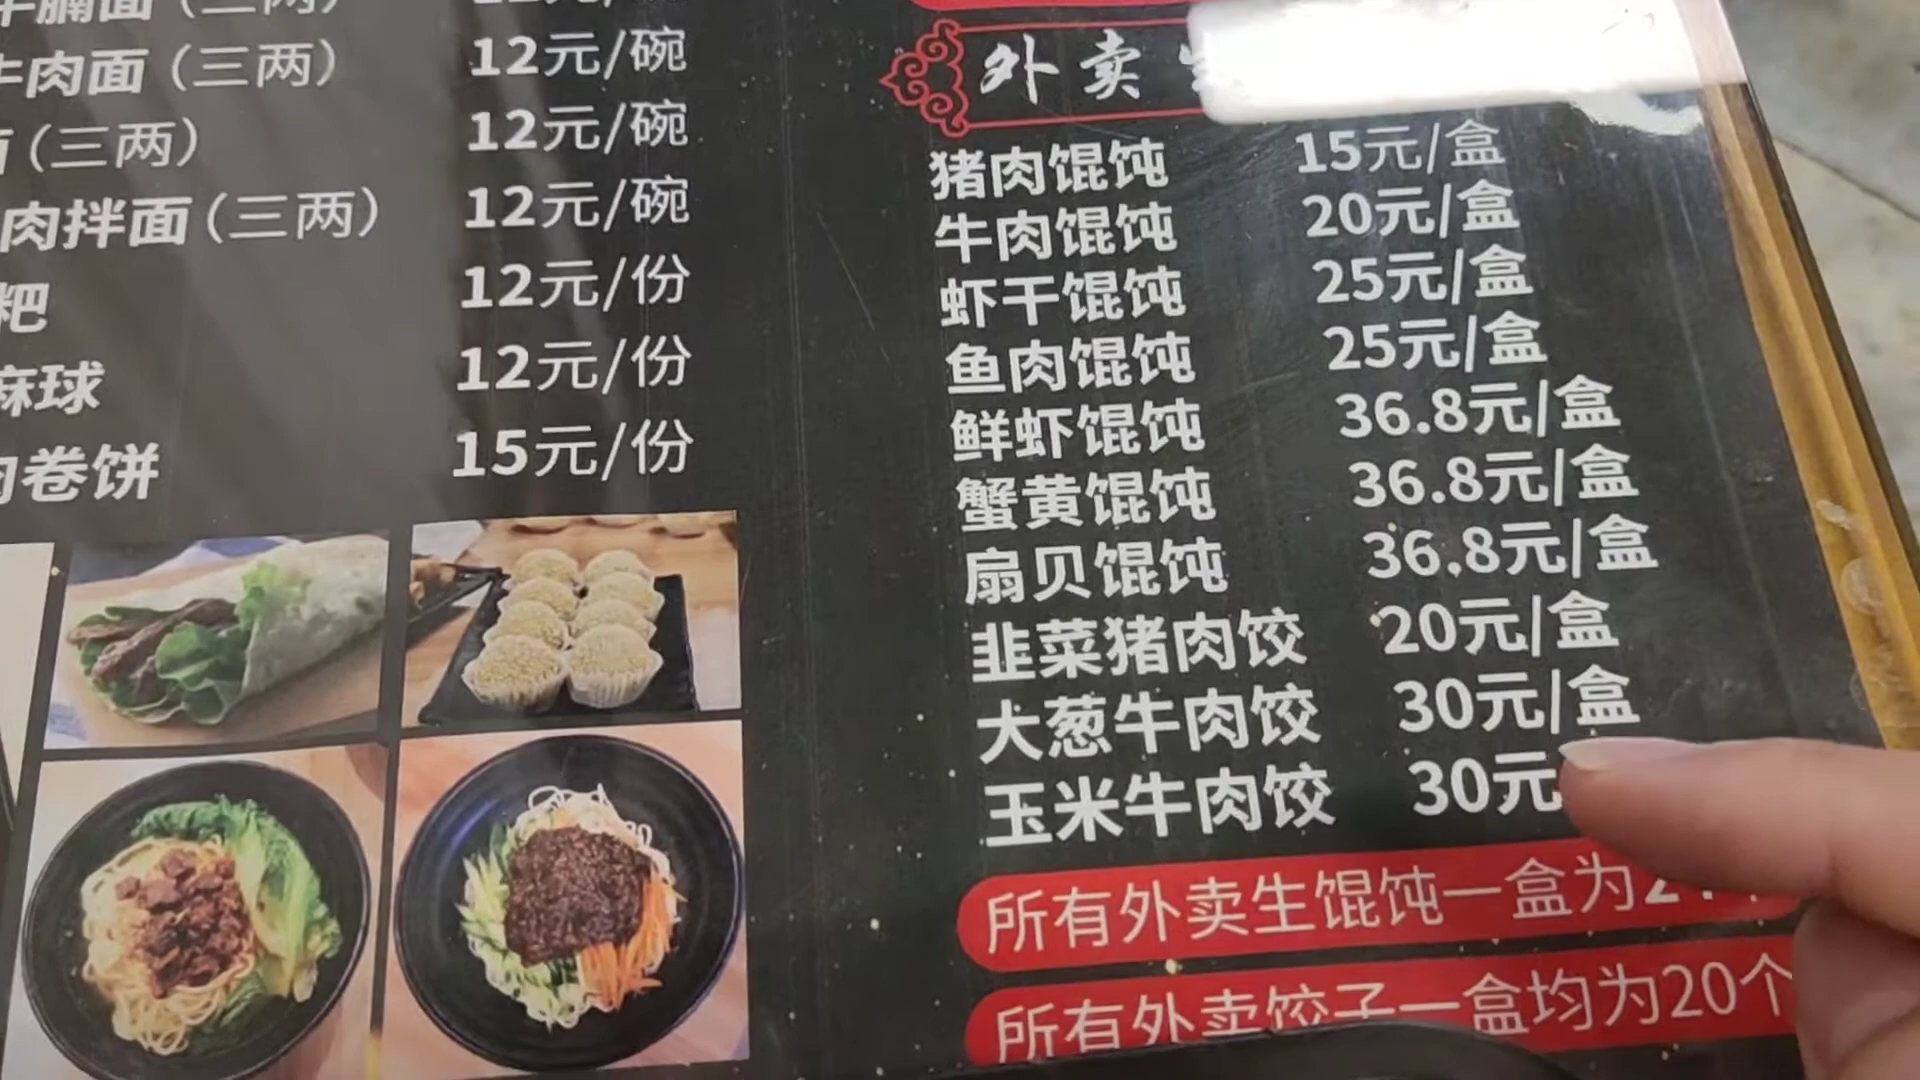 牛腩面（三两）
牛肉面（三两） 12元/碗
（三两） 12元/碗
肉拌面（三两） 12元/碗
粑 12元/份
麻球 12元/份
卷饼 15元/份
外卖
猪肉馄饨 15元/盒
牛肉馄饨 20元/盒
虾干馄饨 25元/盒
鱼肉馄饨 25元/盒
鲜虾馄饨 36.8元/盒
蟹黄馄饨 36.8元/盒
扇贝馄饨 36.8元/盒
韭菜猪肉饺 20元/盒
大葱牛肉饺 30元/盒
玉米牛肉饺 30元
所有外卖生馄饨一盒为
所有外卖饺子一盒均为20个